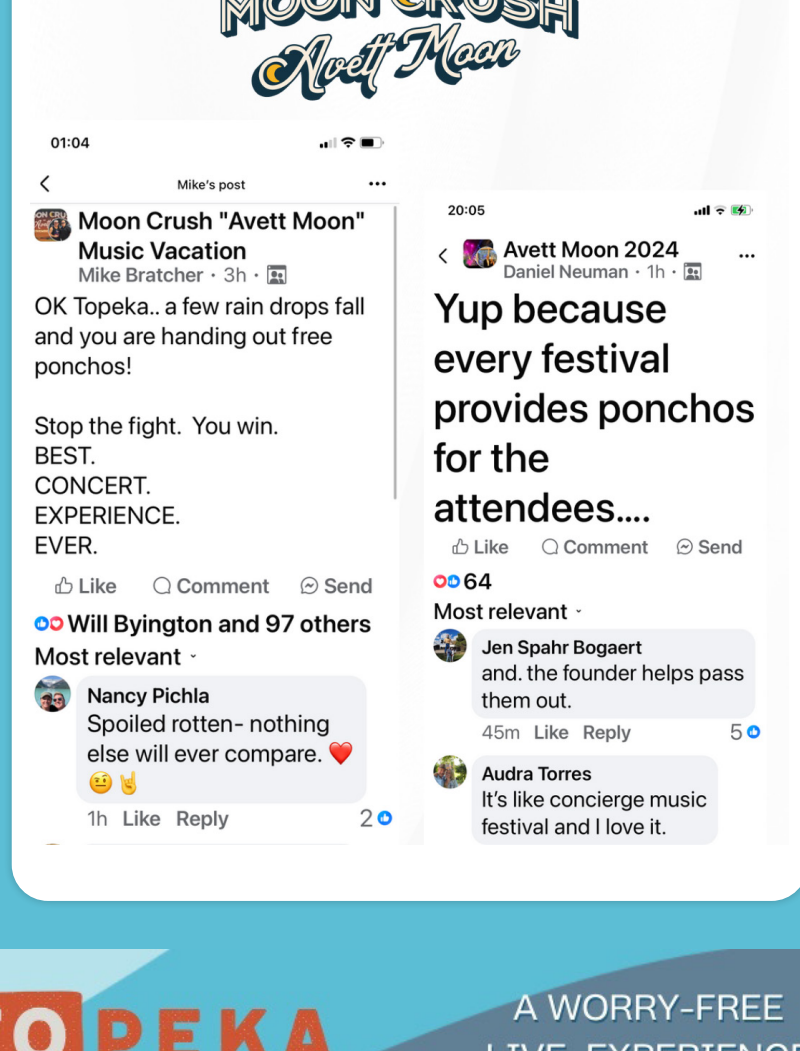 MOON CRUSH
Avett Moon
01:04
Mike's post
Moon Crush "Avett Moon"
Music Vacation
Mike Bratcher · 3h ·
OK Topeka.. a few rain drops fall
and you are handing out free
ponchos!
Stop the fight.  You win.
BEST.
CONCERT.
EXPERIENCE.
EVER.
Like Comment Send
Will Byington and 97 others
Most relevant
Nancy Pichla
Spoiled rotten- nothing
else will ever compare. ❤️
🤨🤘
1h Like Reply 2
20:05
Avett Moon 2024
Daniel Neuman · 1h ·
Yup because
every festival
provides ponchos
for the
attendees....
Like Comment Send
64
Most relevant
Jen Spahr Bogaert
and. the founder helps pass
them out.
45m Like Reply 5
Audra Torres
It's like concierge music
festival and I love it.
TOPEKA
A WORRY-FREE
LIVE EXPERIENCE